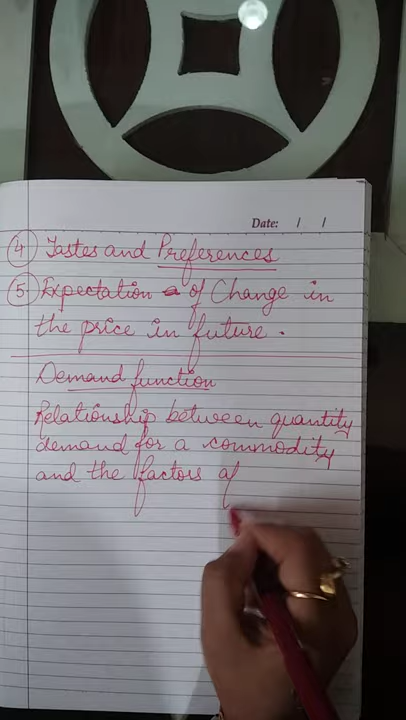 Date: / /
④ Tastes and Preferences
⑤ Expectation of Change in
the price in future.
Demand function
Relationship between quantity
demand for a commodity
and the factors af